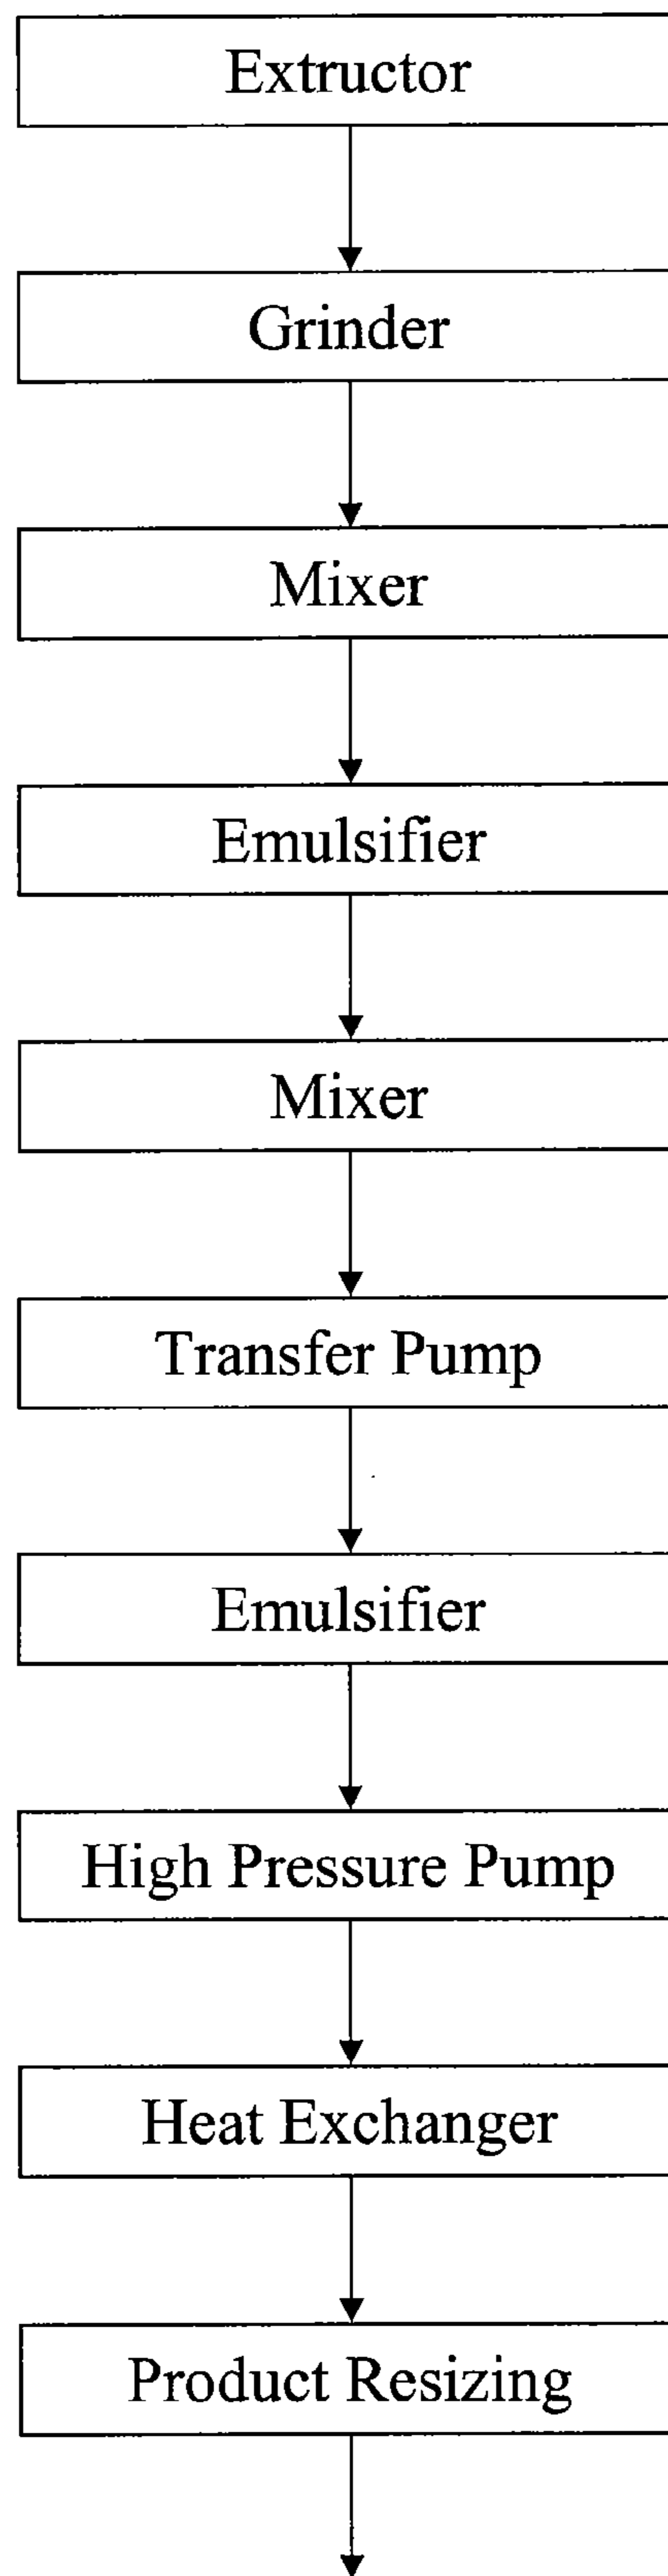 Extructor
Grinder
Mixer
Emulsifier
Mixer
Transfer Pump
Emulsifier
High Pressure Pump
Heat Exchanger
Product Resizing